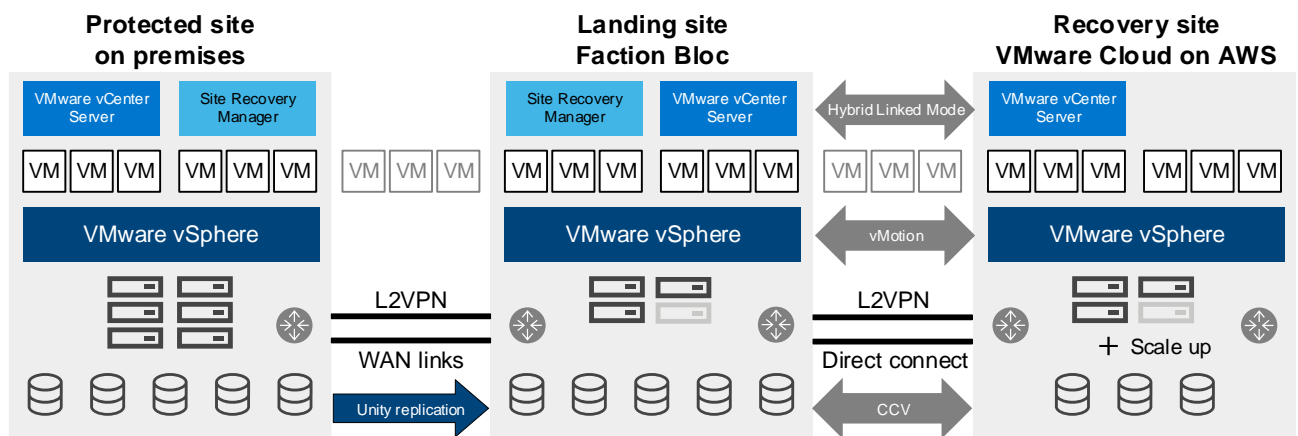 Protected site
on premises
Landing site
Faction Bloc
Recovery site
VMware Cloud on AWS
VMware vCenter
Server
Site Recovery
Manager
Site Recovery
Manager
VMware vCenter
Server
Hybrid Linked Mode
VMware vCenter
Server
VM VM VM VM VM VM VM VM VM VM VM VM VM VM VM VM VM VM VM VM VM VM VM VM
VMware vSphere
VMware vSphere
vMotion
VMware vSphere
L2VPN
L2VPN
WAN links
Direct connect
+ Scale up
Unity replication
CCV